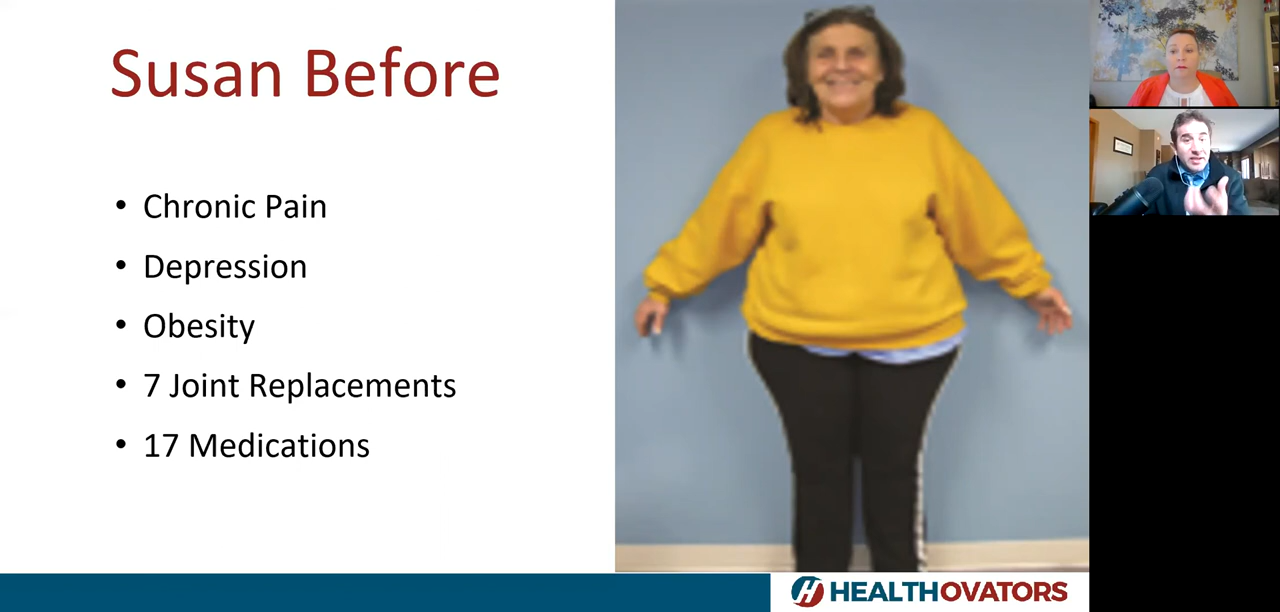 Susan Before
• Chronic Pain
• Depression
• Obesity
• 7 Joint Replacements
• 17 Medications
HEALTHOVATORS